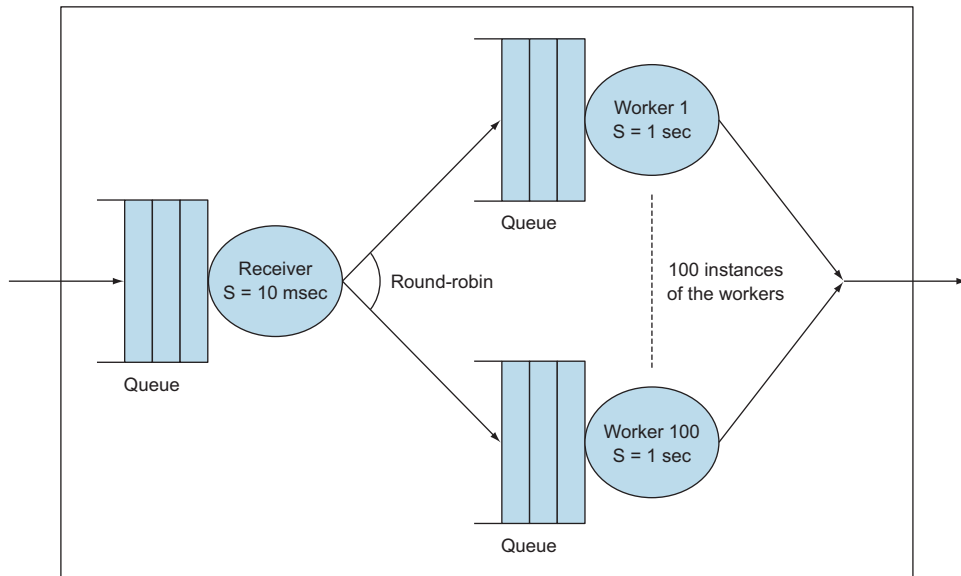 Worker 1
S = 1 sec
Queue
Receiver
S = 10 msec
Round-robin
100 instances
of the workers
Queue
Worker 100
S = 1 sec
Queue